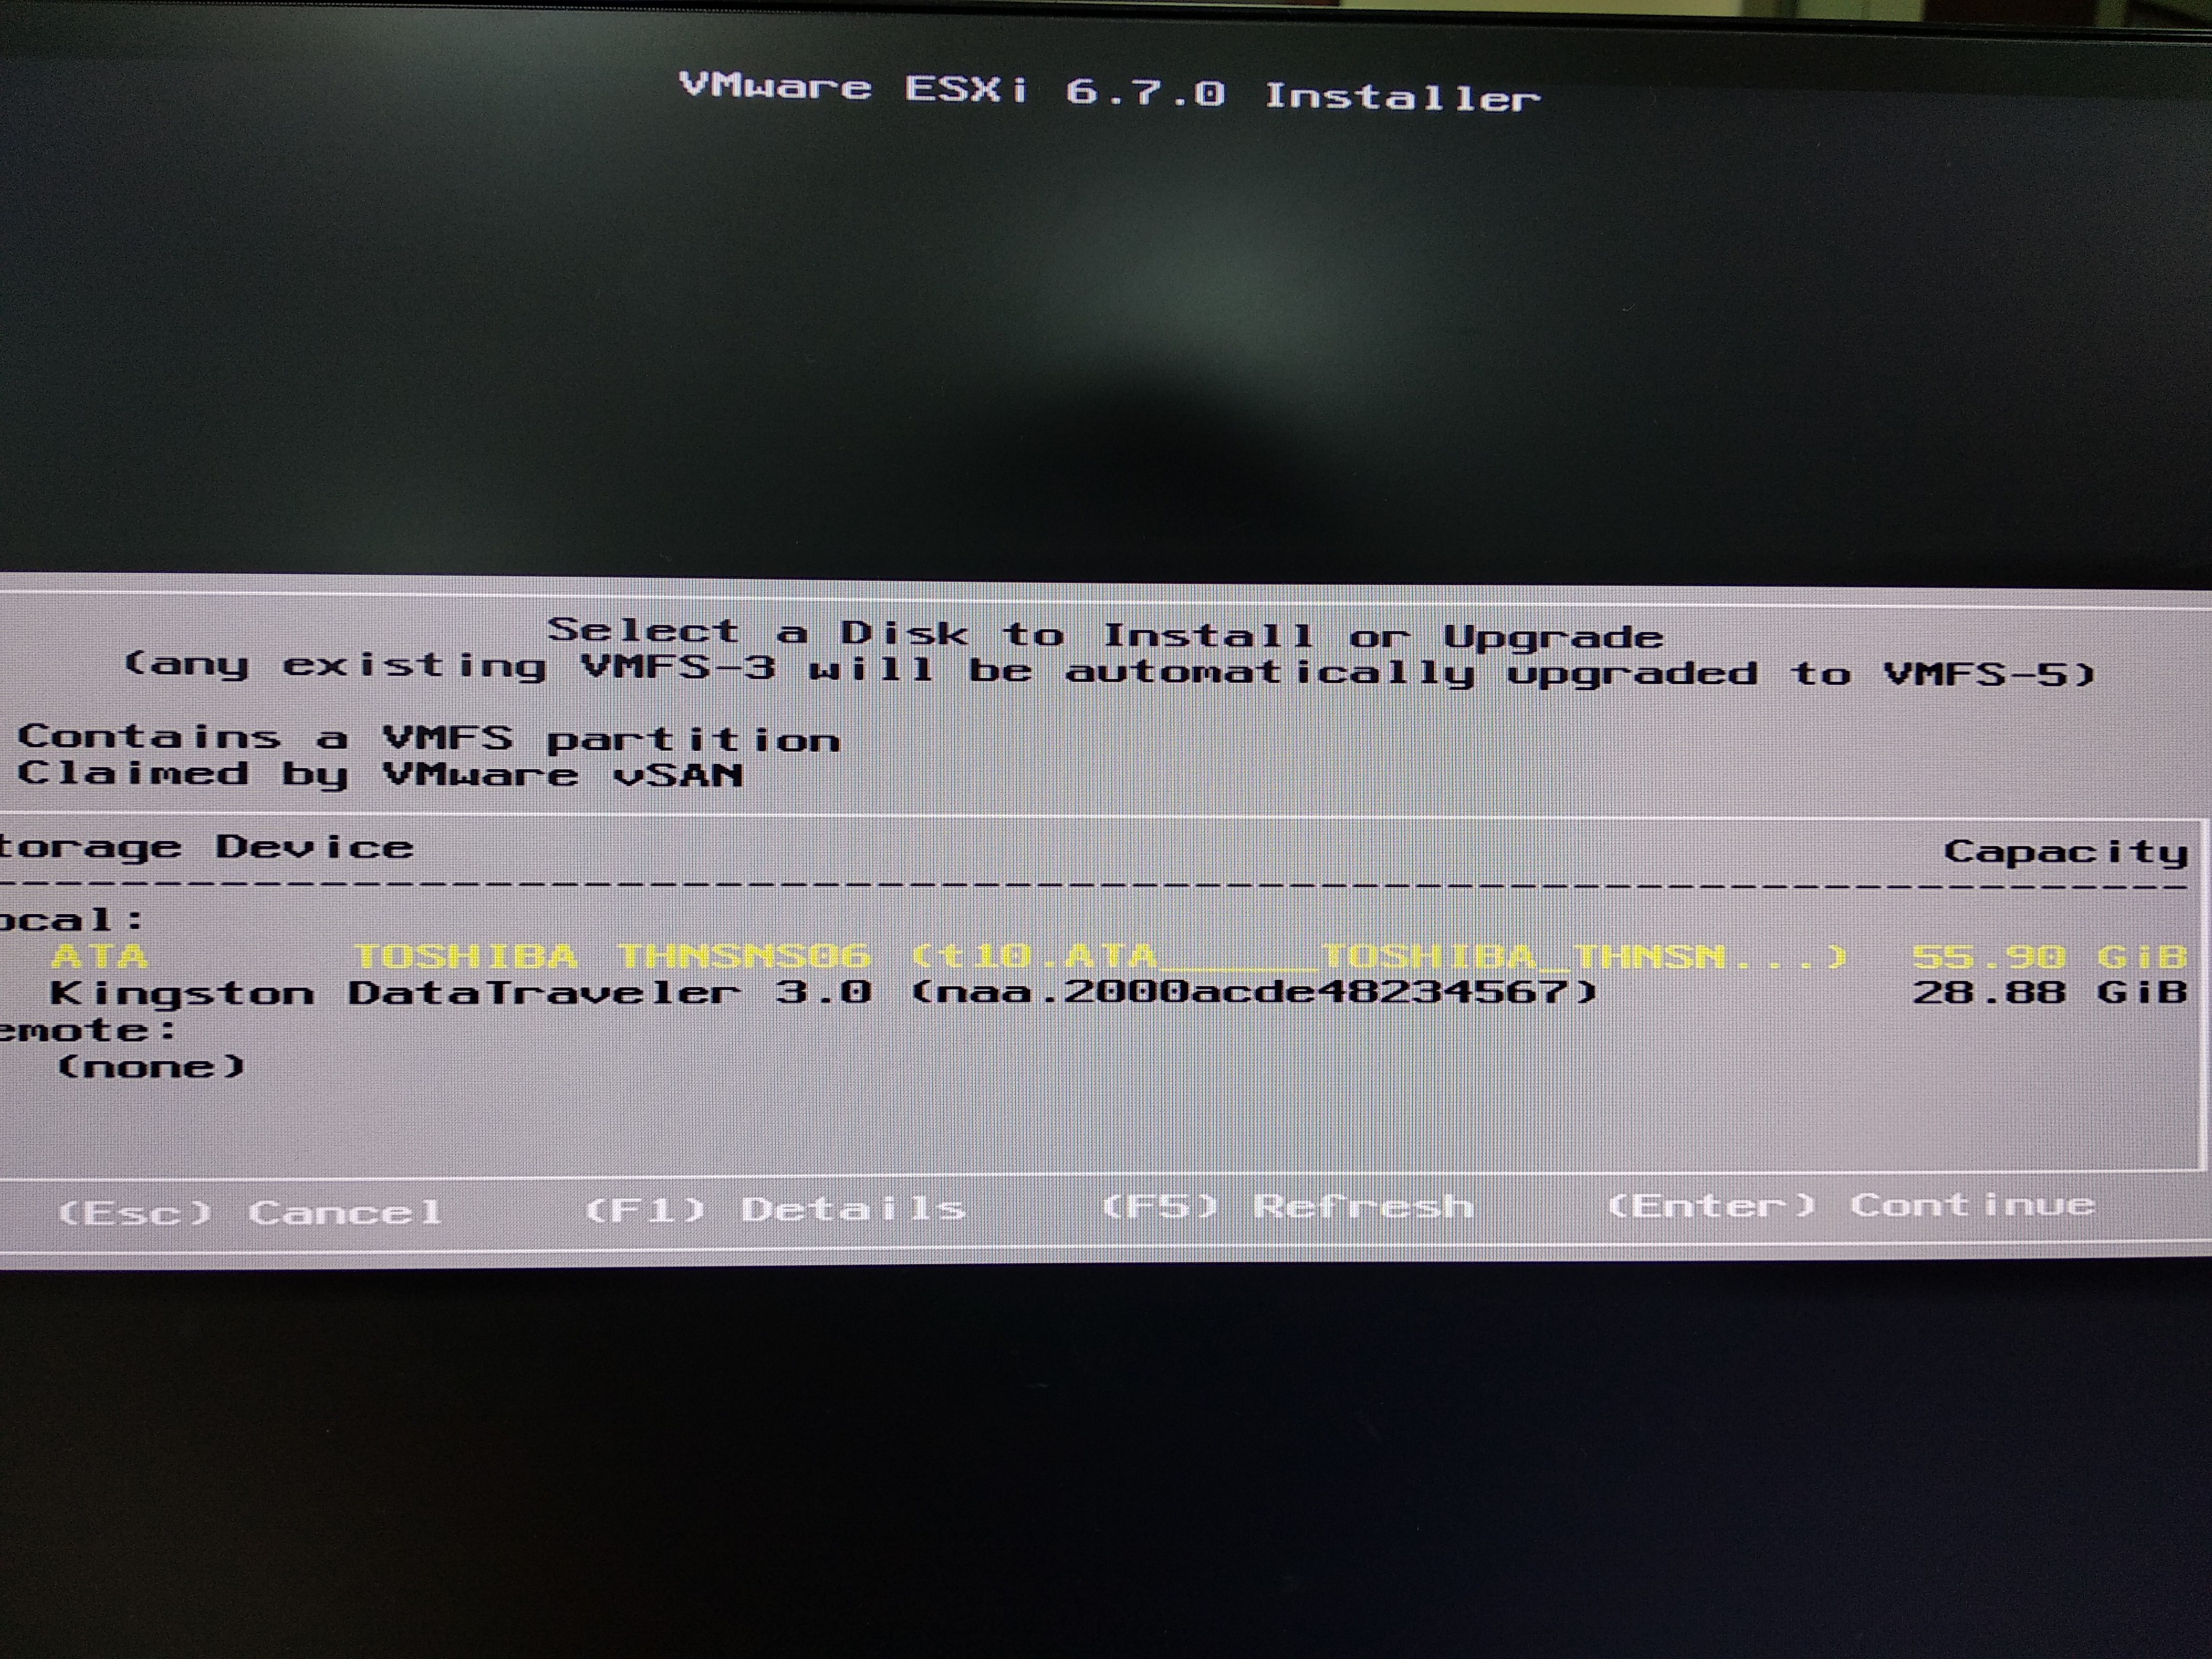 VMware ESXi 6.7.0 Installer
Select a Disk to Install or Upgrade
(any existing VMFS-3 will be automatically upgraded to VMFS-5)
Contains a VMFS partition
Claimed by VMware vSAN
torage Device Capacity
ocal:
ATA TOSHIBA THNSNS06 (t10.ATA_____TOSHIBA_THNSN...) 55.90 GiB
Kingston DataTraveler 3.0 (naa.2000acde48234567) 28.88 GiB
emote:
(none)
(Esc) Cancel (F1) Details (F5) Refresh (Enter) Continue